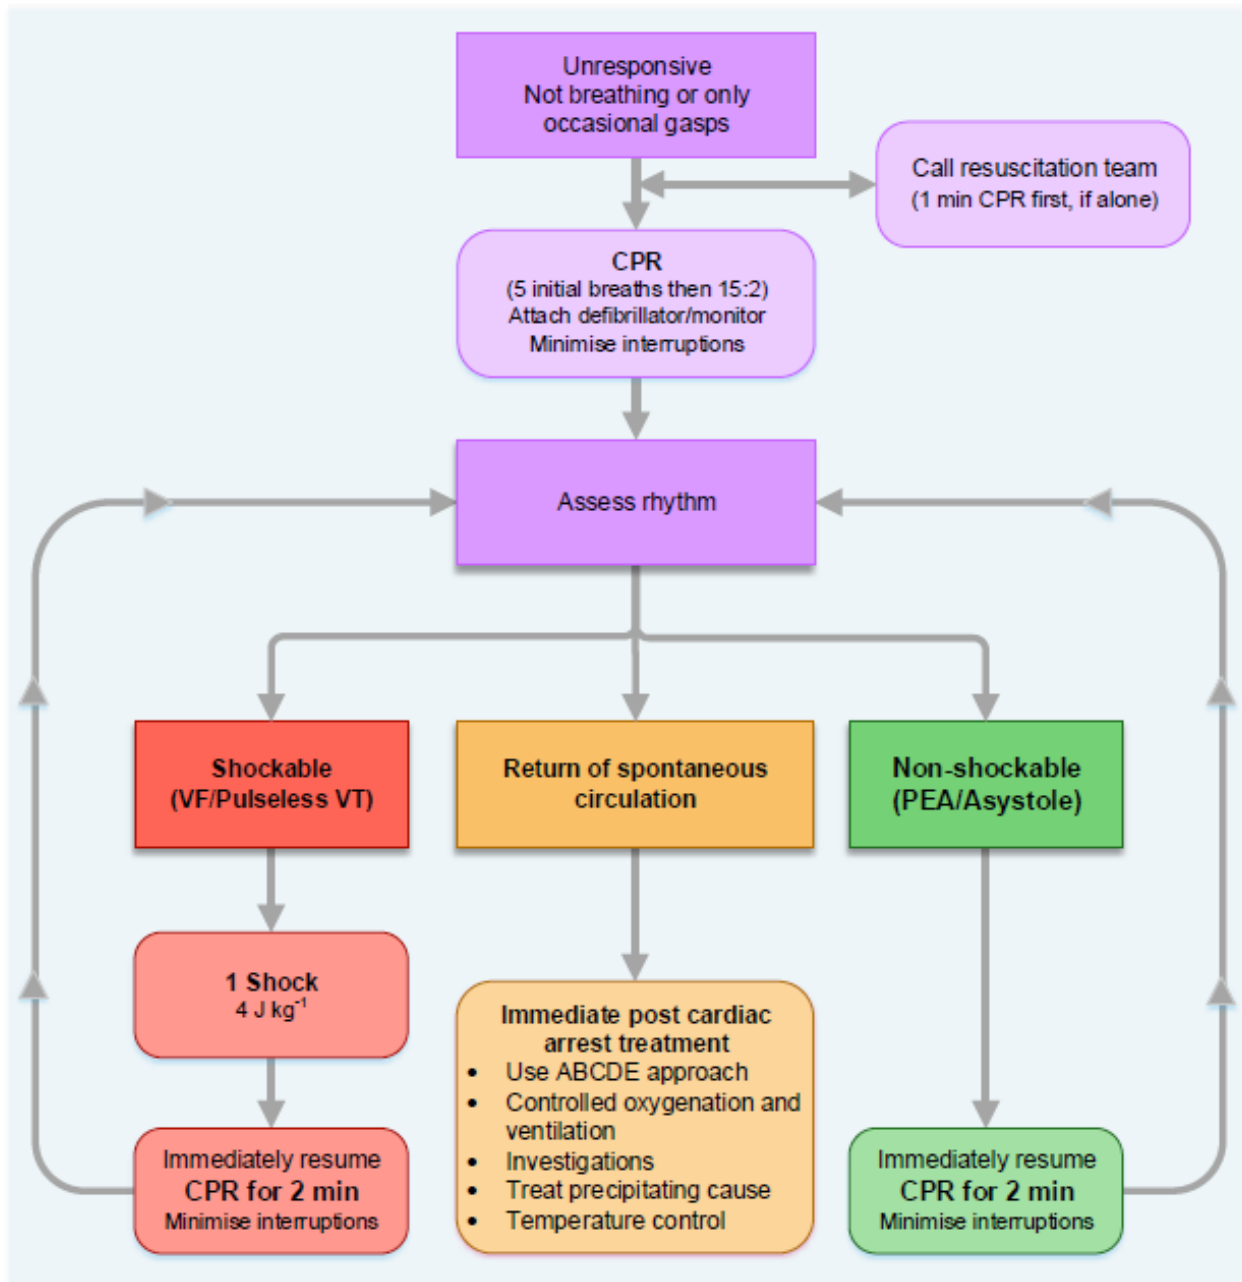 Unresponsive
Not breathing or only
occasional gasps
Call resuscitation team
(1 min CPR first, if alone)
CPR
(5 initial breaths then 15:2)
Attach defibrillator/monitor
Minimise interruptions
Assess rhythm
Shockable
(VF/Pulseless VT)
Return of spontaneous
circulation
Non-shockable
(PEA/Asystole)
1 Shock
4 J kg⁻¹
Immediate post cardiac
arrest treatment
• Use ABCDE approach
• Controlled oxygenation and
ventilation
• Investigations
• Treat precipitating cause
• Temperature control
Immediately resume
CPR for 2 min
Minimise interruptions
Immediately resume
CPR for 2 min
Minimise interruptions